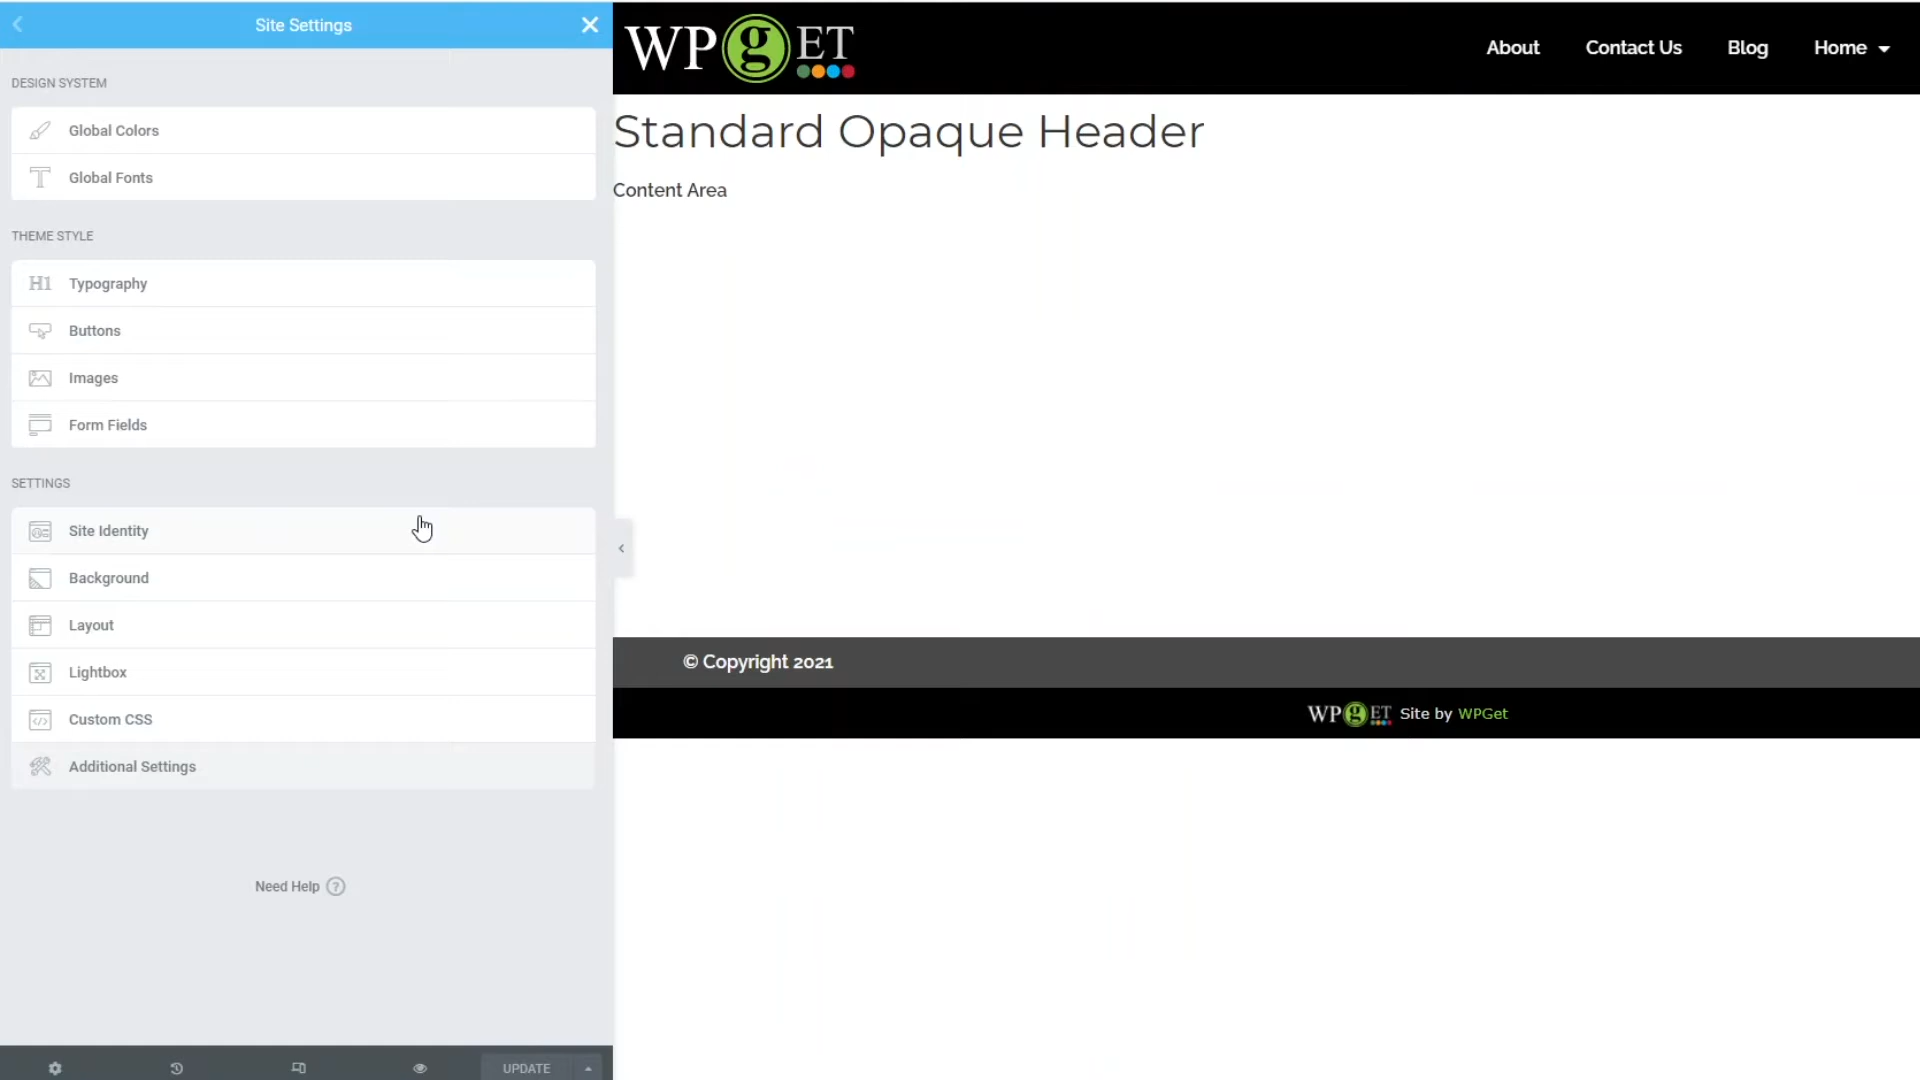 Site Settings
DESIGN SYSTEM
Global Colors
Global Fonts
THEME STYLE
H1 Typography
Buttons
Images
Form Fields
SETTINGS
Site Identity
Background
Layout
Lightbox
Custom CSS
Additional Settings
Need Help ?
UPDATE
WPgET
About Contact Us Blog Home
Standard Opaque Header
Content Area
© Copyright 2021
WPgET Site by WPGet